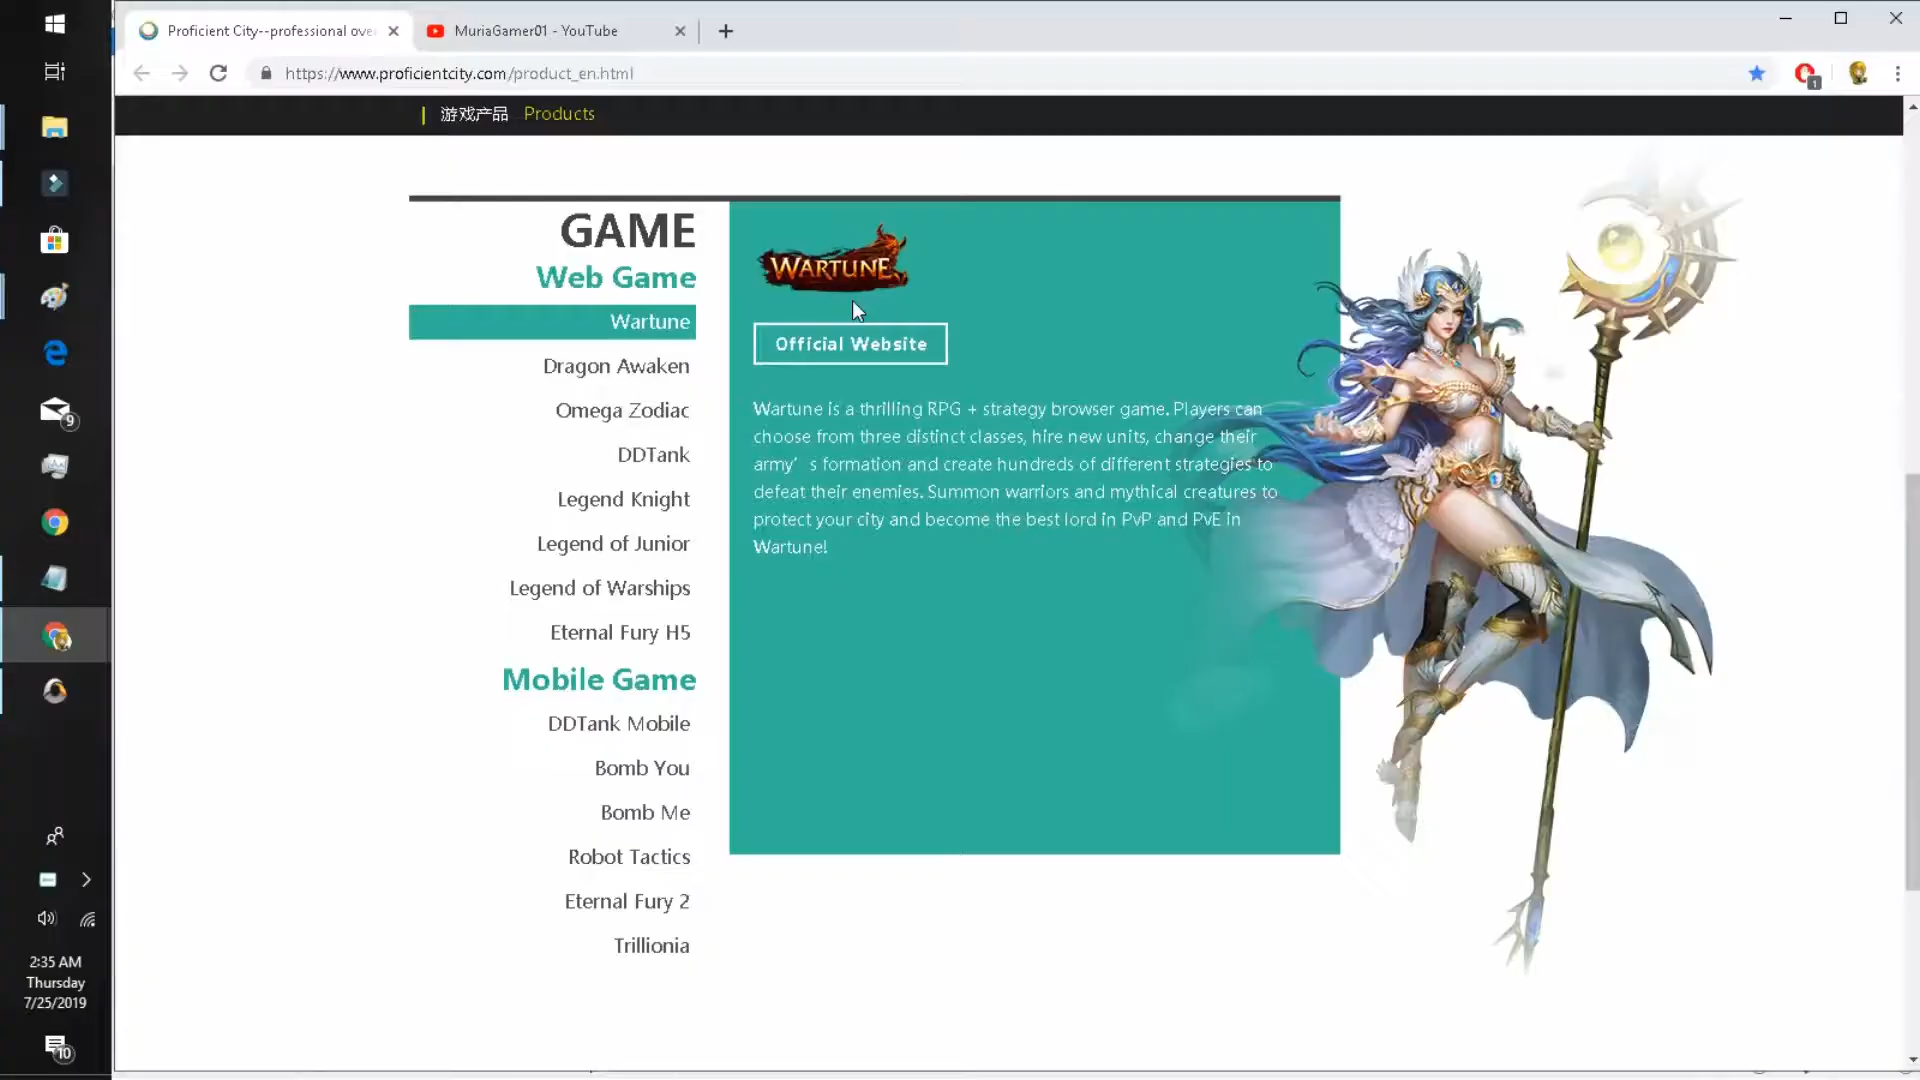 Proficient City--professional ove
MuriaGamer01 - YouTube
https://www.proficientcity.com/product_en.html
1
游戏产品 Products
GAME
Web Game
Wartune
Dragon Awaken
Omega Zodiac
DDTank
Legend Knight
Legend of Junior
Legend of Warships
Eternal Fury H5
Mobile Game
DDTank Mobile
Bomb You
Bomb Me
Robot Tactics
Eternal Fury 2
Trillionia
WARTUNE
Official Website
Wartune is a thrilling RPG + strategy browser game. Players can
choose from three distinct classes, hire new units, change their
army’s formation and create hundreds of different strategies to
defeat their enemies. Summon warriors and mythical creatures to
protect your city and become the best lord in PvP and PvE in
Wartune!
9
2:35 AM
Thursday
7/25/2019
10